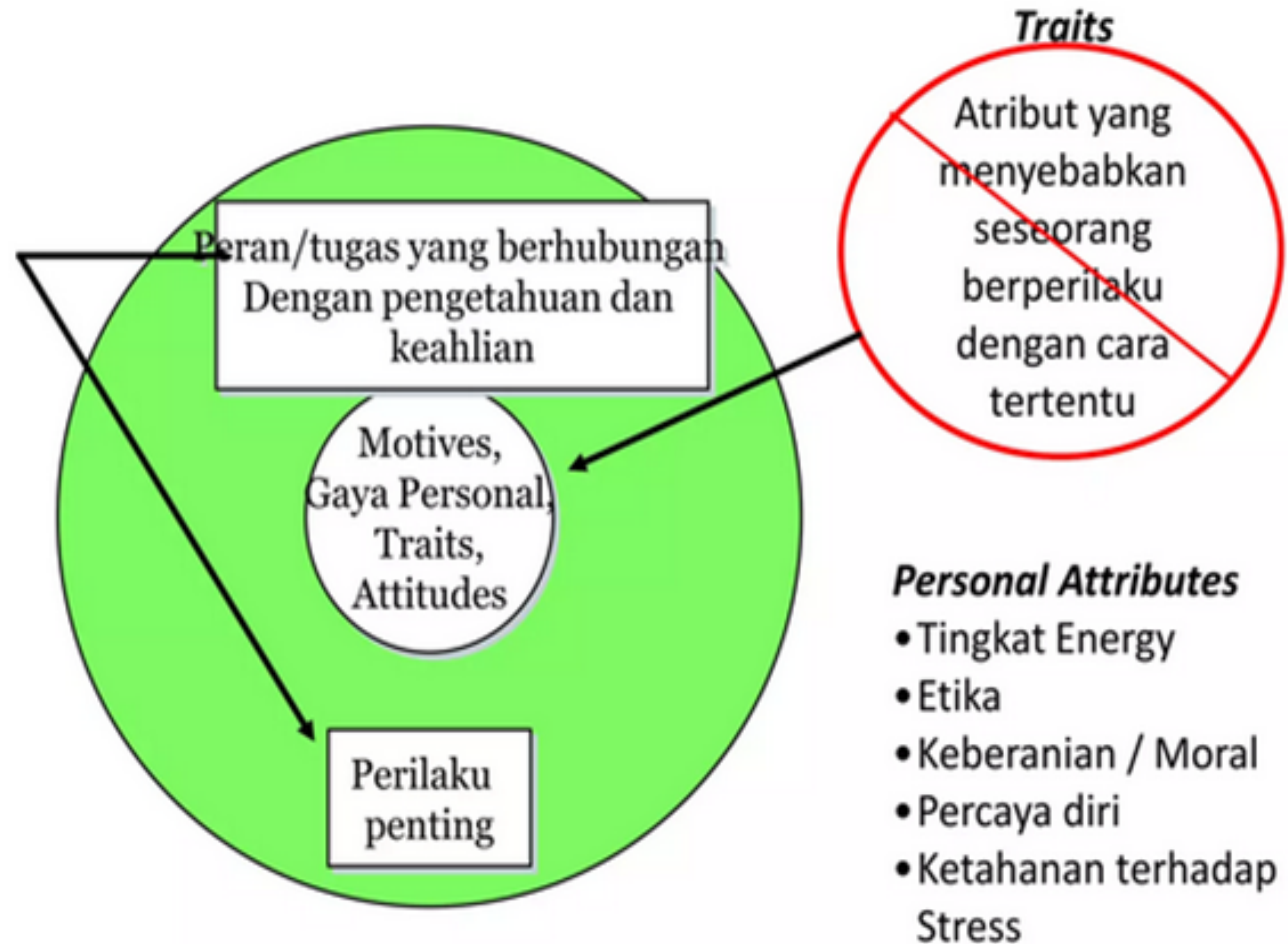 Traits
Atribut yang
menyebabkan
seseorang
berperilaku
dengan cara
tertentu
Peran/tugas yang berhubungan
Dengan pengetahuan dan
keahlian
Motives,
Gaya Personal,
Traits,
Attitudes
Perilaku
penting
Personal Attributes
•Tingkat Energy
•Etika
•Keberanian / Moral
•Percaya diri
•Ketahanan terhadap
Stress